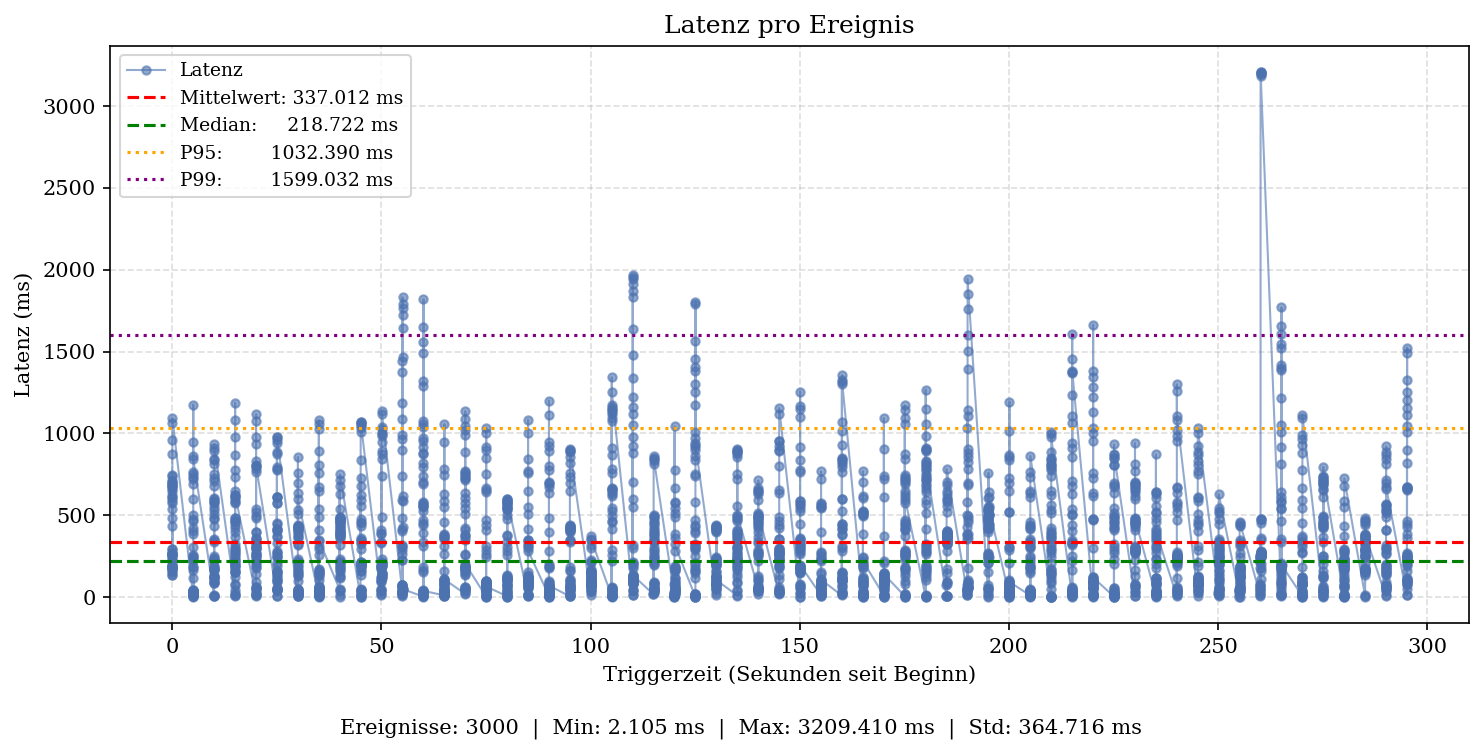 Latenz pro Ereignis
Latenz
Mittelwert: 337.012 ms
Median: 218.722 ms
P95: 1032.390 ms
P99: 1599.032 ms
Latenz (ms)
3000
2500
2000
1500
1000
500
0
0 50 100 150 200 250 300
Triggerzeit (Sekunden seit Beginn)
Ereignisse: 3000 | Min: 2.105 ms | Max: 3209.410 ms | Std: 364.716 ms